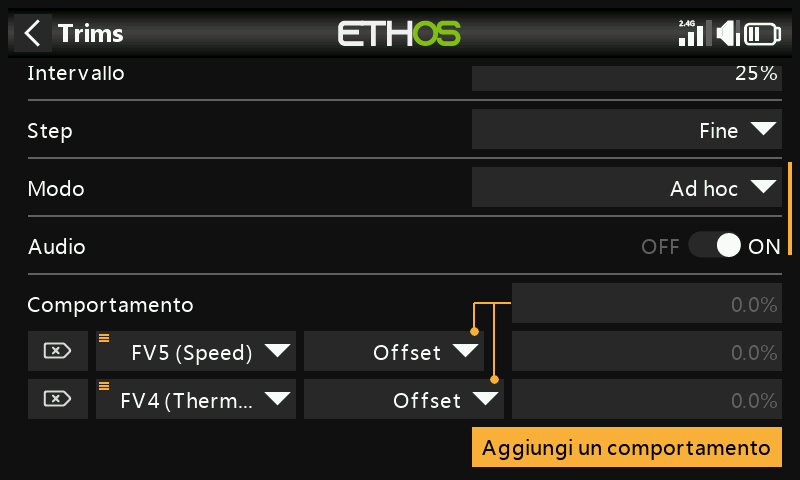 Trims ETHOS 2.4G
Intervallo 25%
Step Fine
Modo Ad hoc
Audio OFF ON
Comportamento 0.0%
FV5 (Speed) Offset 0.0%
FV4 (Therm... Offset 0.0%
Aggiungi un comportamento